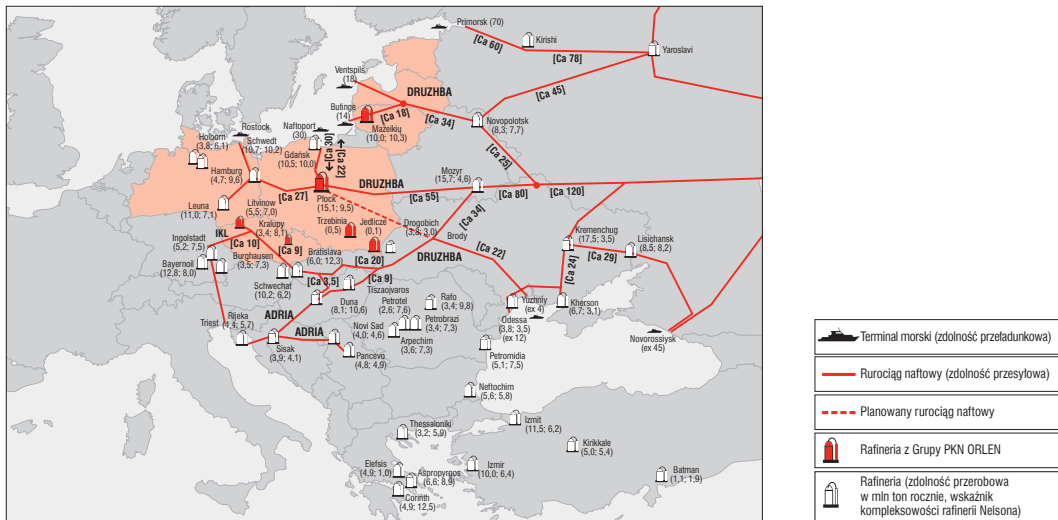 Primorsk (70)
Kirishi
[Ca 60]
[Ca 78]
Yaroslavl
Ventspils
(18)
DRUZHBA
[Ca 45]
Butinge
(14)
[Ca 18]
[Ca 34]
Mažeikių
(10,0; 10,3)
Novopolotsk
(8,3; 7,7)
Rostock
Holborn
(3,8; 6,1)
Schwedt
(10,7; 10,2)
Naftoport
(30)
[Ca 30]
[Ca 22]
Gdańsk
(10,5; 10,0)
[Ca 25]
Hamburg
(4,7; 9,6)
[Ca 27]
DRUZHBA
Mozyr
(15,7; 4,6)
[Ca 55]
[Ca 80]
[Ca 120]
Płock
(15,1; 9,5)
Leuna
(11,0; 7,1)
Litvinow
(5,5; 7,0)
Kralupy
(3,4; 8,1)
Trzebinia
(0,5)
Jedlicze
(0,1)
Drogobich
(3,8; 3,0)
[Ca 34]
Brody
Kremenchug
(17,5; 3,5)
Lisichansk
(8,5; 8,2)
IKL
[Ca 10]
[Ca 9]
[Ca 20]
DRUZHBA
[Ca 22]
[Ca 24]
[Ca 29]
Ingolstadt
(5,2; 7,5)
Bayernoil
(12,8; 8,0)
Burghausen
(3,5; 7,3)
Bratislava
(6,0; 12,3)
Schwechat
(10,2; 6,2)
[Ca 3,5]
[Ca 9]
Tiszaojvaros
Duna
(8,1; 10,6)
Petrotel
(2,6; 7,6)
Rafo
(3,4; 9,8)
Yuzhniy
(ex 4)
Kherson
(6,7; 3,1)
Odessa
(3,8; 3,5)
(ex 12)
Novorossiysk
(ex 45)
Triest
Rijeka
(4,4; 5,7)
ADRIA
ADRIA
Sisak
(3,9; 4,1)
Novi Sad
(4,0; 4,6)
Petrobrazi
(3,4; 7,3)
Arpechim
(3,6; 7,3)
Pancevo
(4,8; 4,9)
Petromidia
(5,1; 7,5)
Neftochim
(5,6; 5,8)
Thessaloniki
(3,2; 5,9)
Izmit
(11,5; 6,2)
Kirikkale
(5,0; 5,4)
Elefsis
(4,9; 1,0)
Aspropyrgos
(6,6; 8,9)
Izmir
(10,0; 6,4)
Batman
(1,1; 1,9)
Corinth
(4,9; 12,5)
Terminal morski (zdolność przeładunkowa)
Rurociąg naftowy (zdolność przesyłowa)
Planowany rurociąg naftowy
Rafineria z Grupy PKN ORLEN
Rafineria (zdolność przerobowa
w mln ton rocznie, wskaźnik
kompleksowości rafinerii Nelsona)